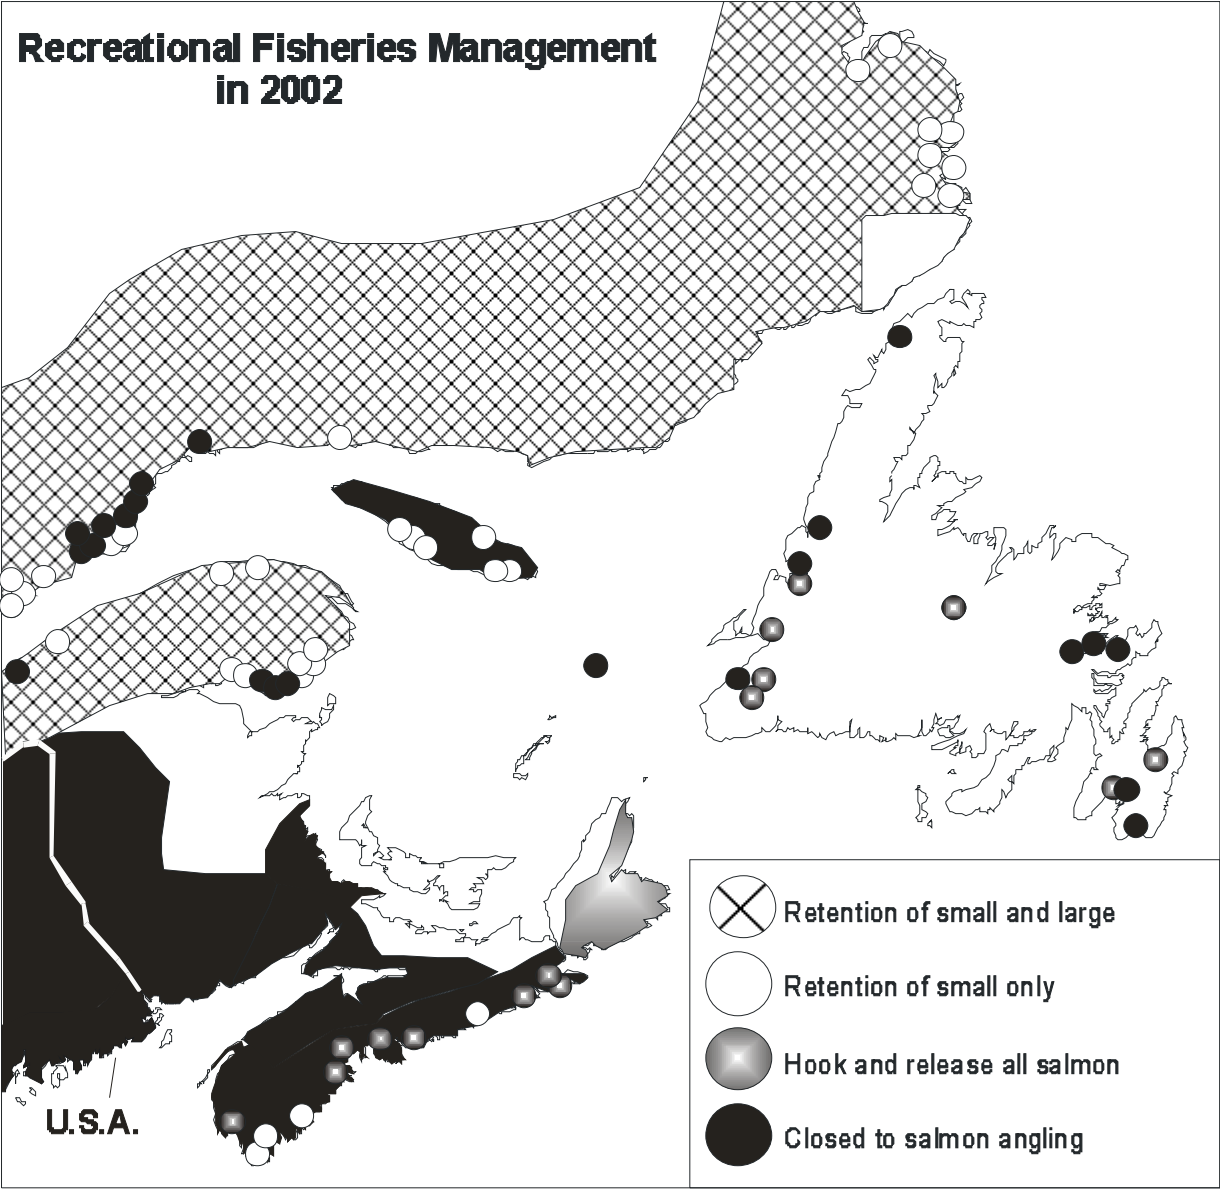 Recreational Fisheries Management
in 2002
U.S.A.
Retention of small and large
Retention of small only
Hook and release all salmon
Closed to salmon angling